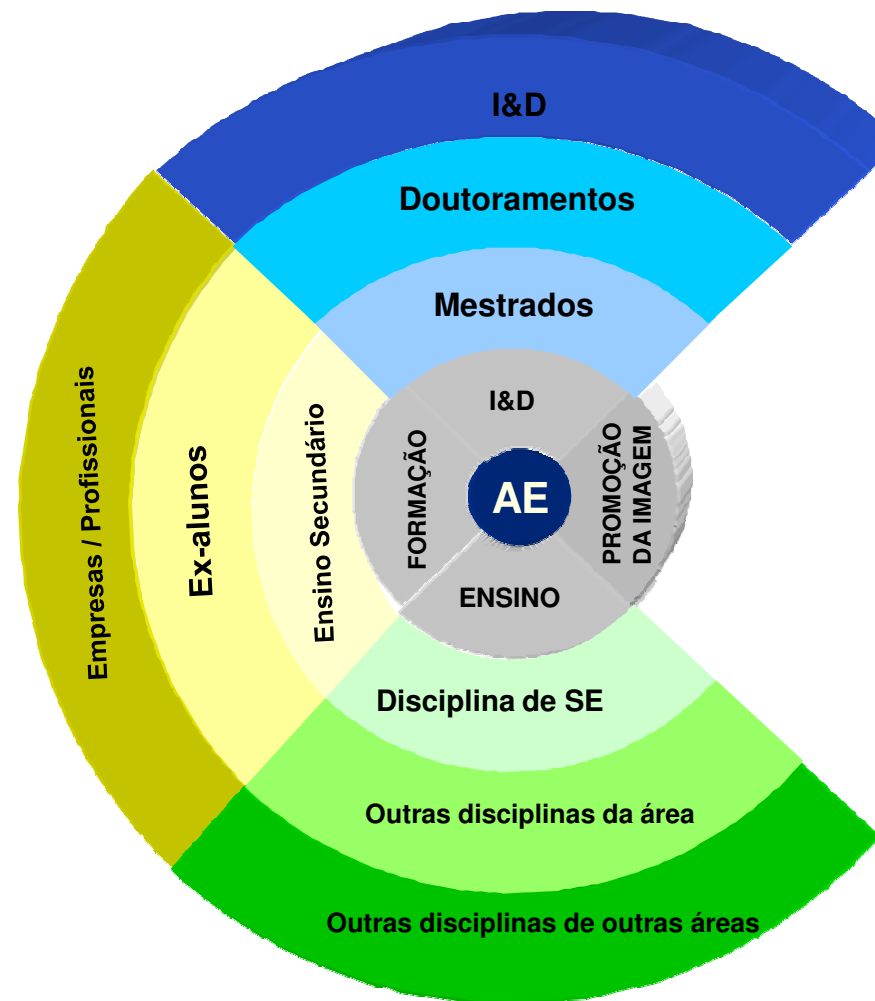 I&D
Doutoramentos
Mestrados
I&D
Empresas / Profissionais
Ex-alunos
Ensino Secundário
FORMAÇÃO
AE
PROMOÇÃO
DA IMAGEM
ENSINO
Disciplina de SE
Outras disciplinas da área
Outras disciplinas de outras áreas